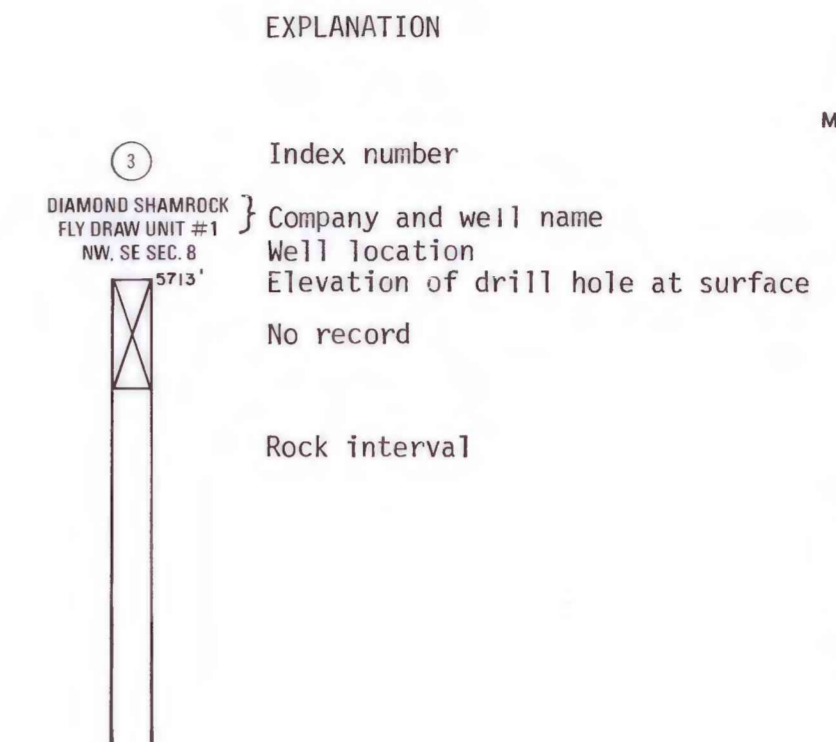 EXPLANATION
M
3
Index number
DIAMOND SHAMROCK
FLY DRAW UNIT #1
} Company and well name
NW, SE SEC. 8
Well location
5713'
Elevation of drill hole at surface
No record
Rock interval